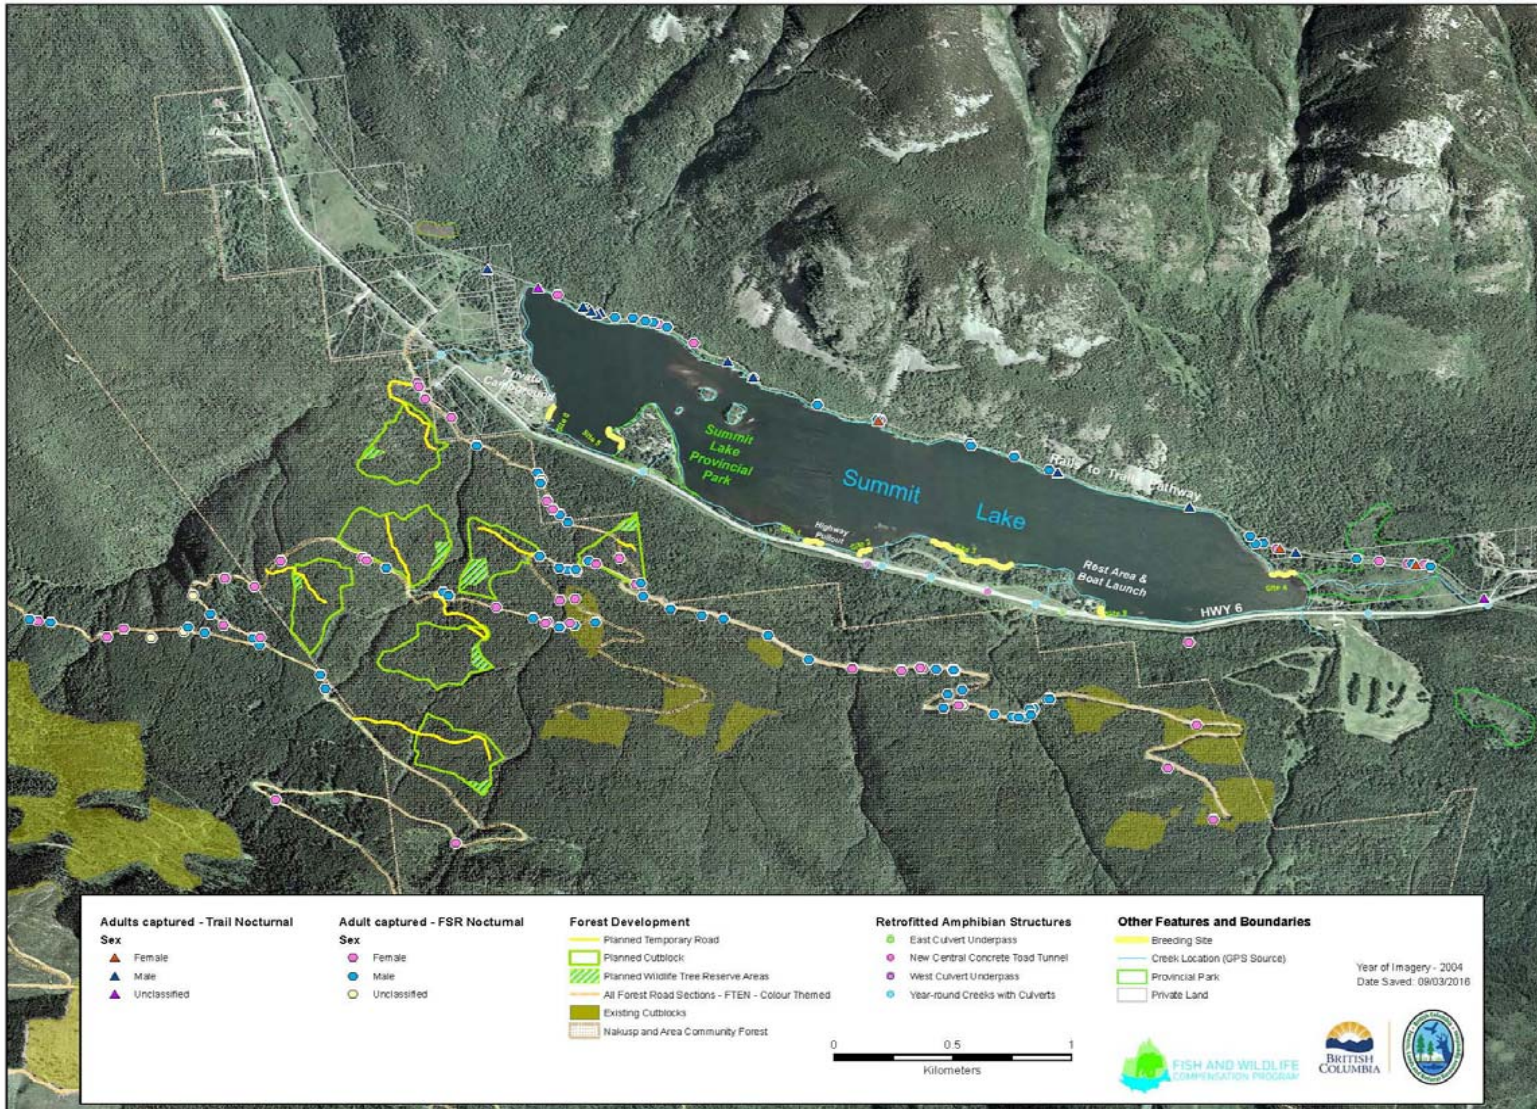 Private
Campground
Site 5
Summit
Lake
Provincial
Park
Summit
Lake
Rails to Trails Pathway
Highway
Pullout
Rest Area &
Boat Launch
Site 4
HWY 6
Adults captured - Trail Nocturnal
Sex
Female
Male
Unclassified
Adult captured - FSR Nocturnal
Sex
Female
Male
Unclassified
Forest Development
Planned Temporary Road
Planned Cutblock
Planned Wildlife Tree Reserve Areas
All Forest Road Sections - FTEN - Colour Themed
Existing Cutblocks
Nakusp and Area Community Forest
Retrofitted Amphibian Structures
East Culvert Underpass
New Central Concrete Toad Tunnel
West Culvert Underpass
Year-round Creeks with Culverts
0 0.5 1
Kilometers
Other Features and Boundaries
Breeding Site
Creek Location (GPS Source)
Provincial Park
Private Land
Year of Imagery - 2004
Date Saved: 09/03/2016
FISH AND WILDLIFE
COMPENSATION PROGRAM
BRITISH
COLUMBIA